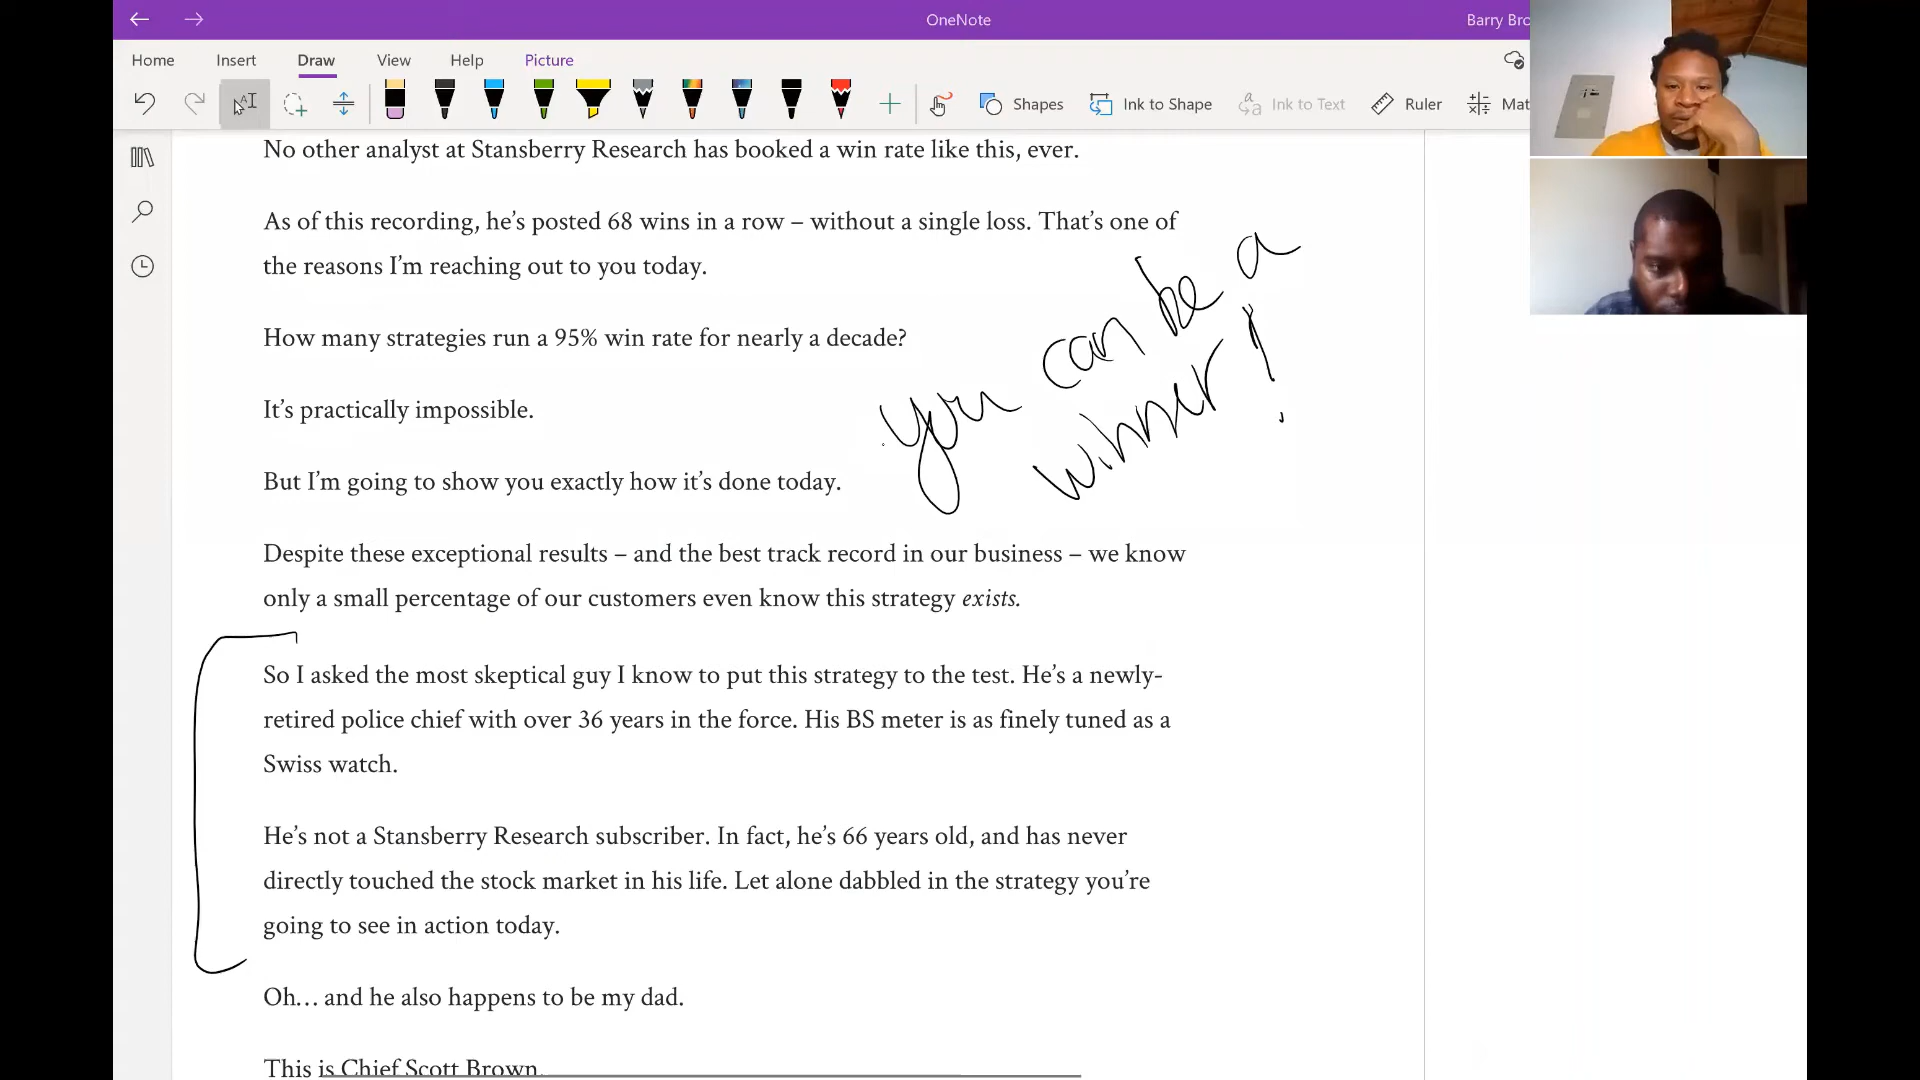 OneNote
Barry Bro
Home Insert Draw View Help Picture
Shapes Ink to Shape Ink to Text Ruler Mat
No other analyst at Stansberry Research has booked a win rate like this, ever.
As of this recording, he’s posted 68 wins in a row – without a single loss. That’s one of
the reasons I’m reaching out to you today.
How many strategies run a 95% win rate for nearly a decade?
It’s practically impossible.
you can be a
winner!
But I’m going to show you exactly how it’s done today.
Despite these exceptional results – and the best track record in our business – we know
only a small percentage of our customers even know this strategy exists.
So I asked the most skeptical guy I know to put this strategy to the test. He’s a newly-
retired police chief with over 36 years in the force. His BS meter is as finely tuned as a
Swiss watch.
He’s not a Stansberry Research subscriber. In fact, he’s 66 years old, and has never
directly touched the stock market in his life. Let alone dabbled in the strategy you’re
going to see in action today.
Oh… and he also happens to be my dad.
This is Chief Scott Brown.